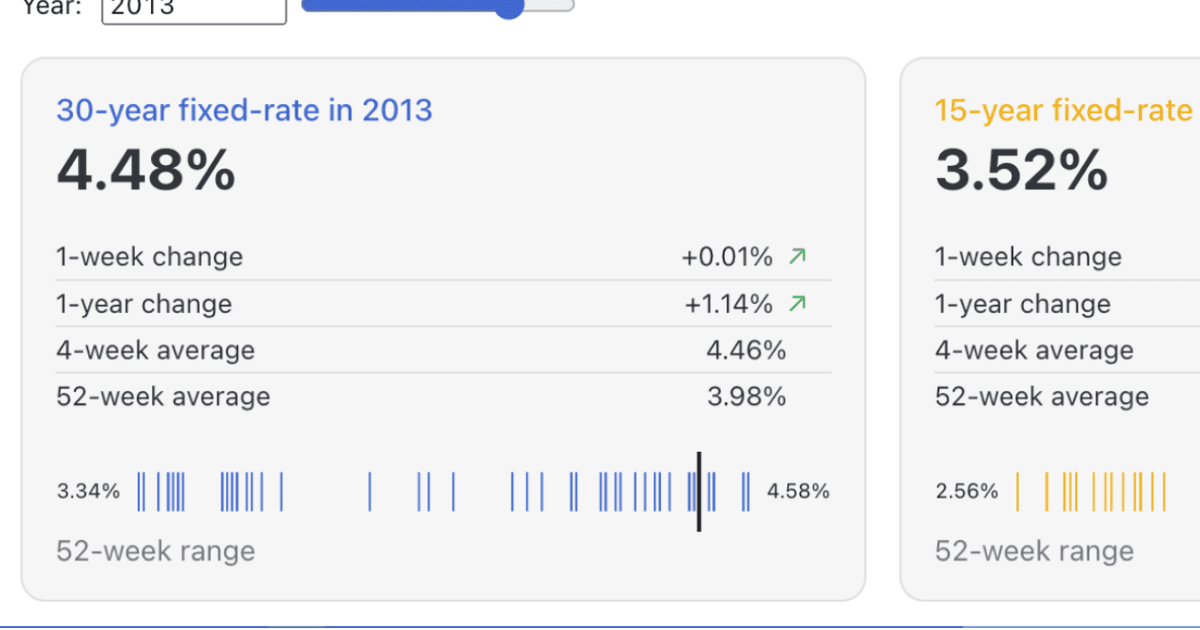 Year: 2013
30-year fixed-rate in 2013
4.48%
1-week change +0.01%
1-year change +1.14%
4-week average 4.46%
52-week average 3.98%
3.34% 4.58%
52-week range
15-year fixed-rate
3.52%
1-week change
1-year change
4-week average
52-week average
2.56%
52-week range